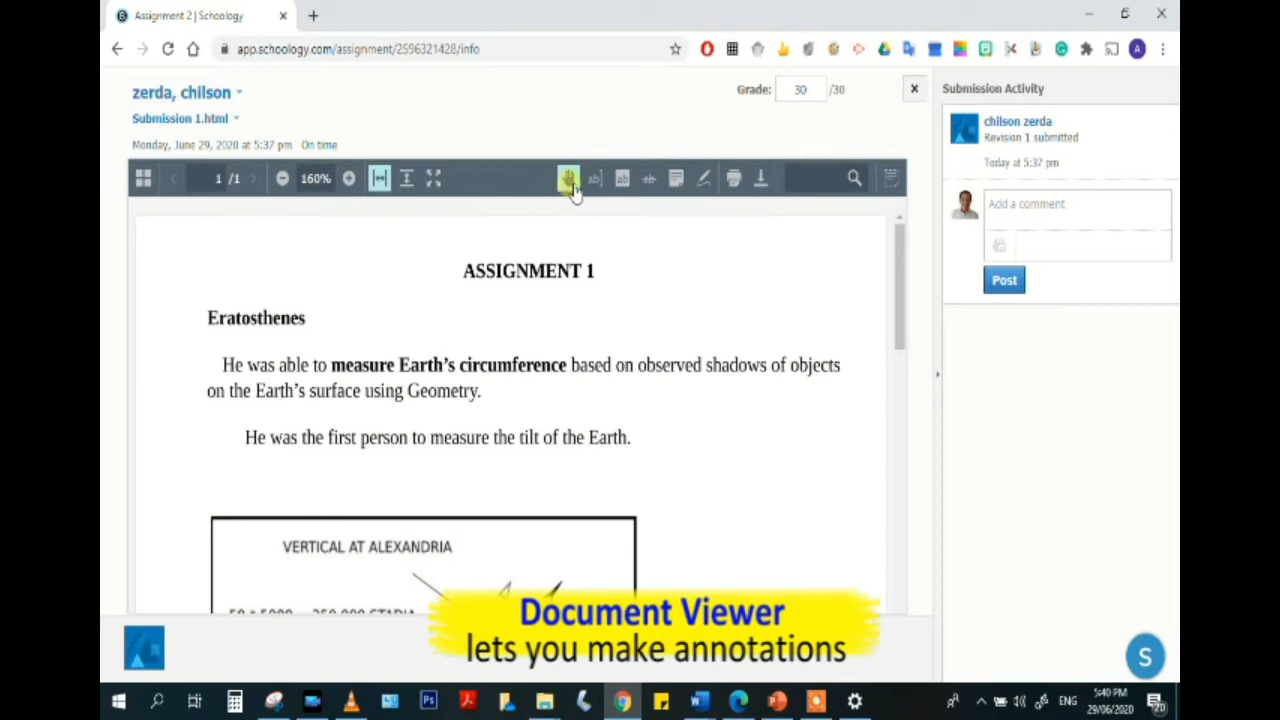 Assignment 2 | Schoology
app.schoology.com/assignment/2596321428/info
zerda, chilson
Grade: 30 /30
Submission Activity
Submission 1.html
chilson zerda
Revision 1 submitted
Monday, June 29, 2020 at 5:37 pm On time
Today at 5:37 pm
1 /1
160%
Add a comment
Post
ASSIGNMENT 1
Eratosthenes
He was able to measure Earth's circumference based on observed shadows of objects
on the Earth's surface using Geometry.
He was the first person to measure the tilt of the Earth.
VERTICAL AT ALEXANDRIA
Document Viewer
lets you make annotations
S
ENG
5:40 PM
29/06/2020
20